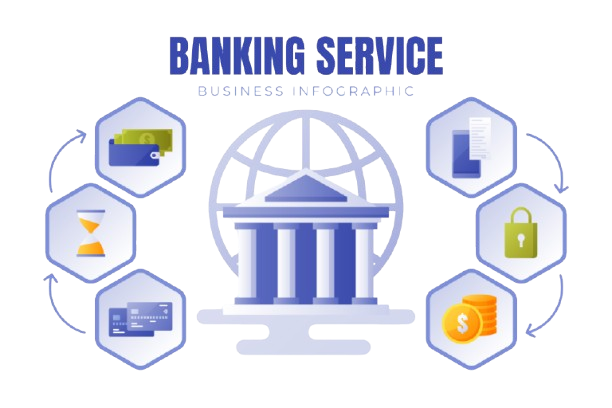 BANKING SERVICE
BUSINESS INFOGRAPHIC
$
$